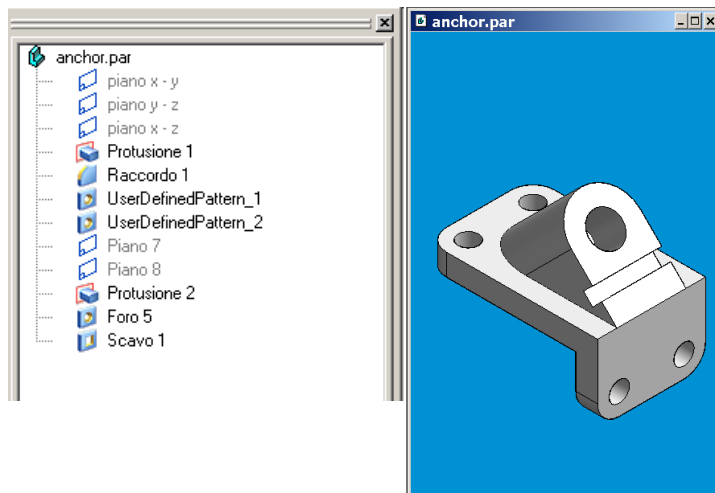 anchor.par
piano x - y
piano y - z
piano x - z
Protusione 1
Raccordo 1
UserDefinedPattern_1
UserDefinedPattern_2
Piano 7
Piano 8
Protusione 2
Foro 5
Scavo 1
anchor.par